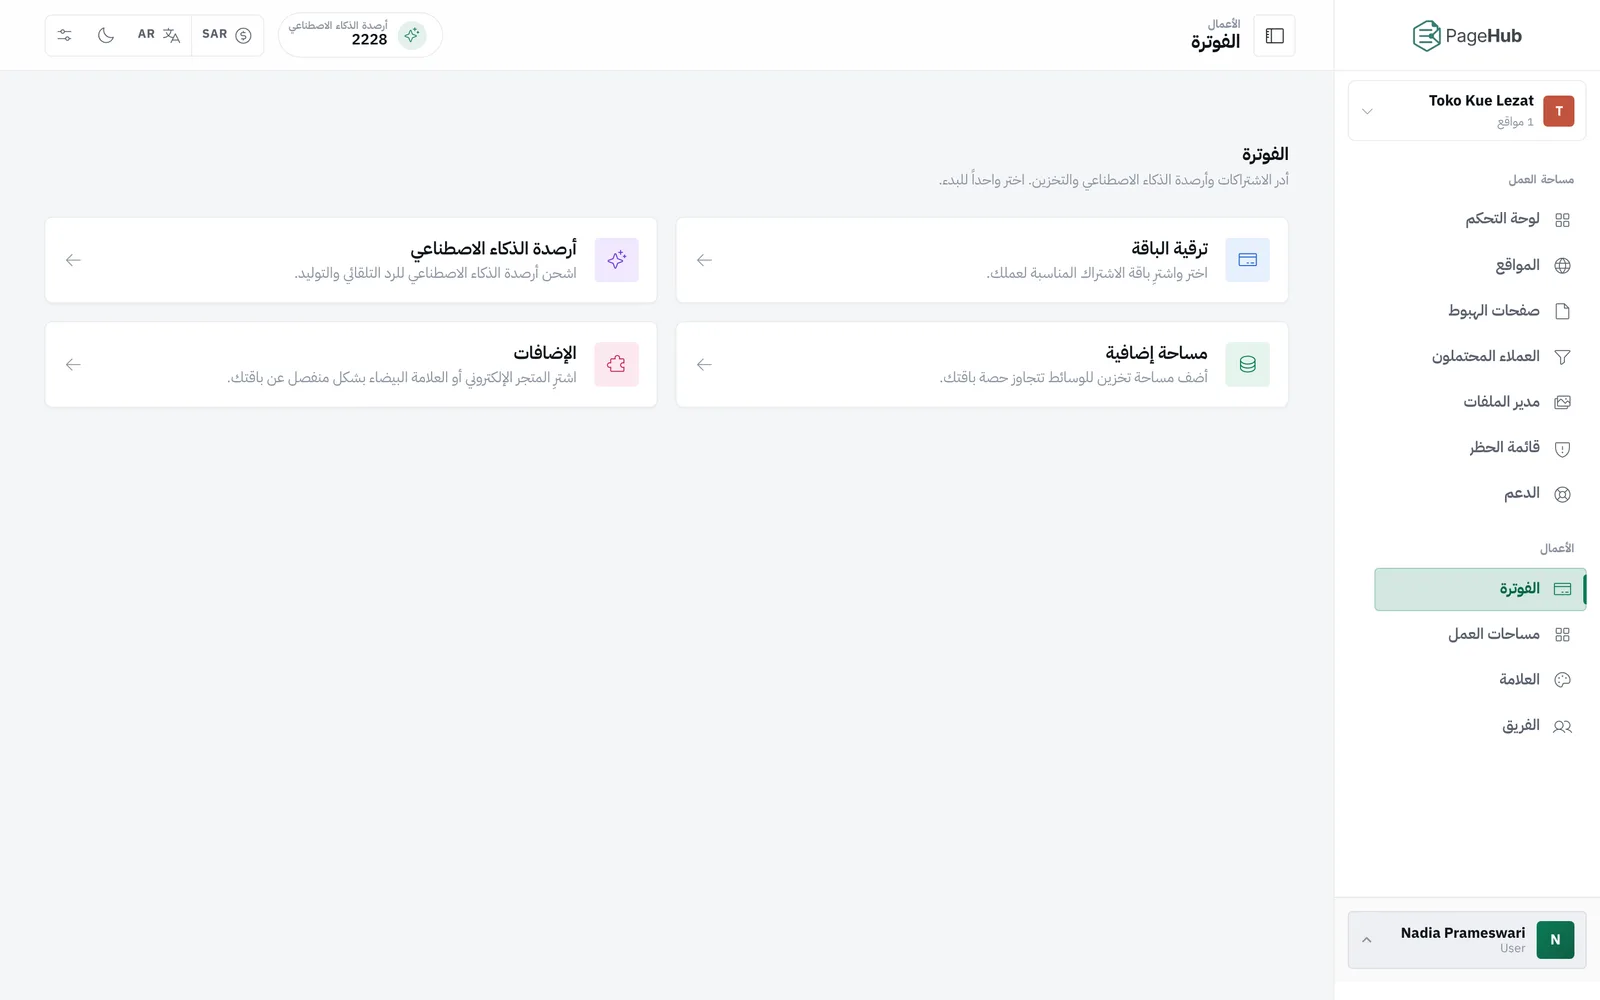 PageHub
Toko Kue Lezat
T
1 مواقع
مساحة العمل
لوحة التحكم
المواقع
صفحات الهبوط
العملاء المحتملون
مدير الملفات
قائمة الحظر
الدعم
الأعمال
الفوترة
مساحات العمل
العلامة
الفريق
Nadia Prameswari
User
N
الأعمال
الفوترة
أرصدة الذكاء الاصطناعي
2228
SAR
AR
الفوترة
أدر الاشتراكات وأرصدة الذكاء الاصطناعي والتخزين. اختر واحداً للبدء.
ترقية الباقة
اختر واشترِ باقة الاشتراك المناسبة لعملك.
أرصدة الذكاء الاصطناعي
اشحن أرصدة الذكاء الاصطناعي للرد التلقائي والتوليد.
مساحة إضافية
أضف مساحة تخزين للوسائط تتجاوز حصة باقتك.
الإضافات
اشترِ المتجر الإلكتروني أو العلامة البيضاء بشكل منفصل عن باقتك.